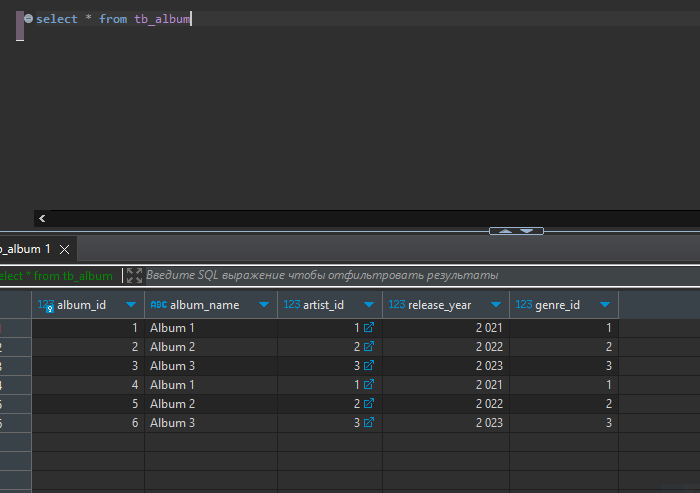 select * from tb_album
b_album 1
elect * from tb_album Введите SQL выражение чтобы отфильтровать результаты
123 album_id ABC album_name 123 artist_id 123 release_year 123 genre_id
1 1 Album 1 1 2 021 1
2 2 Album 2 2 2 022 2
3 3 Album 3 3 2 023 3
4 4 Album 1 1 2 021 1
5 5 Album 2 2 2 022 2
6 6 Album 3 3 2 023 3